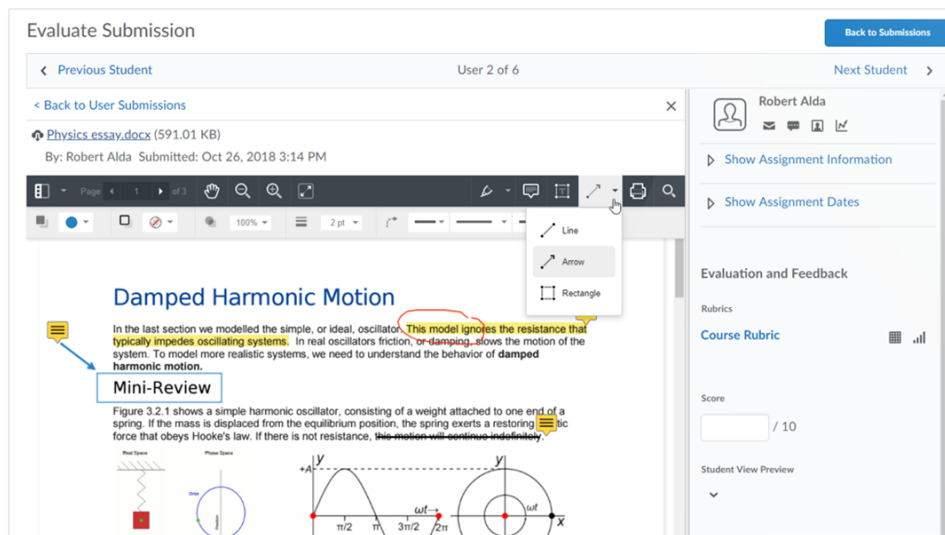 Evaluate Submission
Back to Submissions
Previous Student
User 2 of 6
Next Student
< Back to User Submissions
Physics essay.docx (591.01 KB)
By: Robert Alda Submitted: Oct 26, 2018 3:14 PM
Page 1 of 3
100%
2 pt
Line
Arrow
Rectangle
Damped Harmonic Motion
In the last section we modelled the simple, or ideal, oscillator. This model ignores the resistance that
typically impedes oscillating systems. In real oscillators friction, or damping, slows the motion of the
system. To model more realistic systems, we need to understand the behavior of damped
harmonic motion.
Mini-Review
Figure 3.2.1 shows a simple harmonic oscillator, consisting of a weight attached to one end of a
spring. If the mass is displaced from the equilibrium position, the spring exerts a restoring tic
force that obeys Hooke's law. If there is not resistance, this motion will continue indefinitely.
Real Space
Phase Space
Orbit
Position
+A
y
ωt→
π/2
π
3π/2
2π
y
ωt
x
Robert Alda
Show Assignment Information
Show Assignment Dates
Evaluation and Feedback
Rubrics
Course Rubric
Score
/ 10
Student View Preview